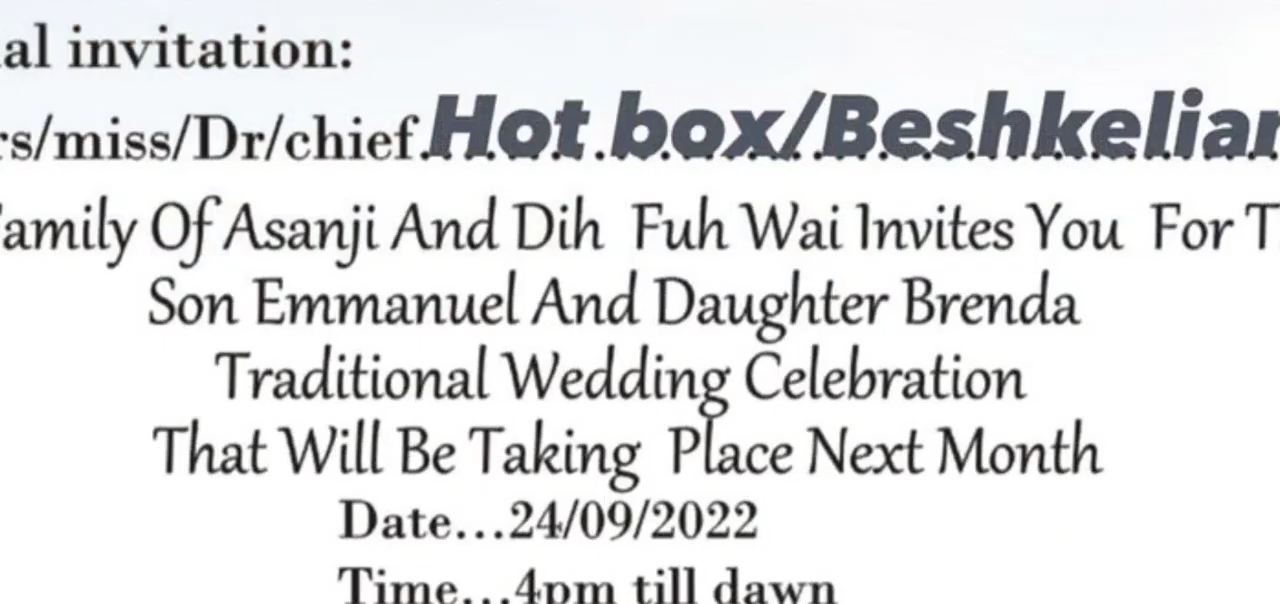 al invitation:
rs/miss/Dr/chief.Hot box/Beshkelian
Family Of Asanji And Dih Fuh Wai Invites You For T
Son Emmanuel And Daughter Brenda
Traditional Wedding Celebration
That Will Be Taking Place Next Month
Date...24/09/2022
Time...4pm till dawn